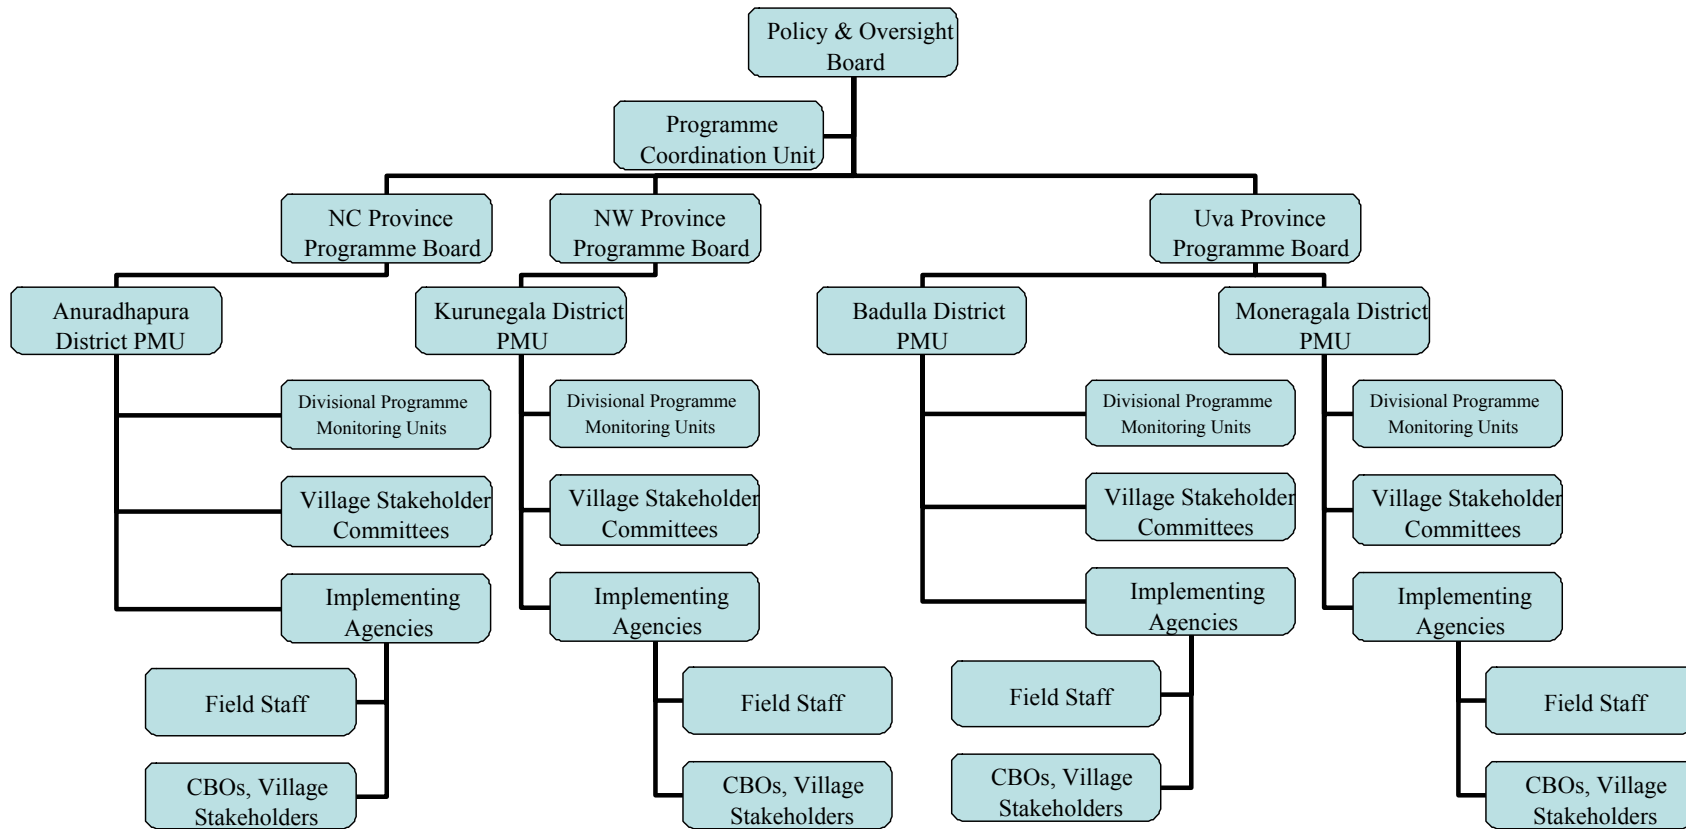 Policy & Oversight
Board
Programme
Coordination Unit
NC Province
Programme Board
NW Province
Programme Board
Uva Province
Programme Board
Anuradhapura
District PMU
Kurunegala District
PMU
Badulla District
PMU
Moneragala District
PMU
Divisional Programme
Monitoring Units
Divisional Programme
Monitoring Units
Divisional Programme
Monitoring Units
Divisional Programme
Monitoring Units
Village Stakeholder
Committees
Village Stakeholder
Committees
Village Stakeholder
Committees
Village Stakeholder
Committees
Implementing
Agencies
Implementing
Agencies
Implementing
Agencies
Implementing
Agencies
Field Staff
Field Staff
Field Staff
Field Staff
CBOs, Village
Stakeholders
CBOs, Village
Stakeholders
CBOs, Village
Stakeholders
CBOs, Village
Stakeholders